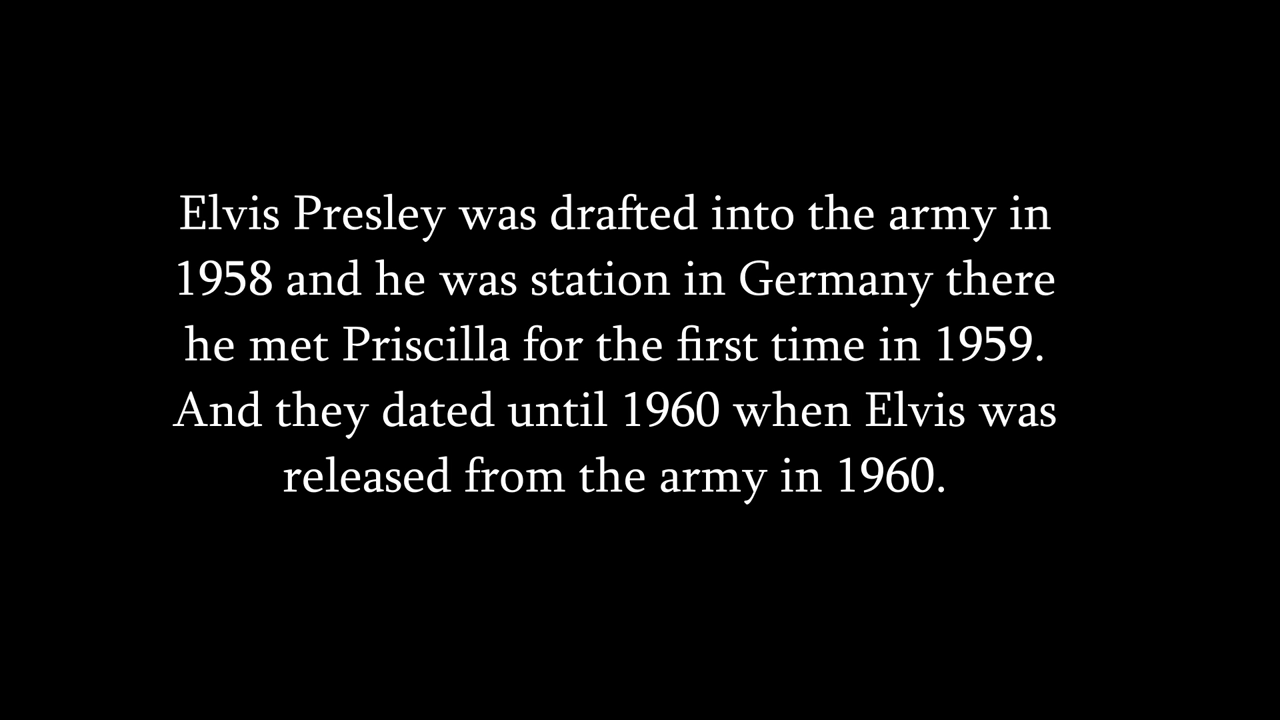 Elvis Presley was drafted into the army in
1958 and he was station in Germany there
he met Priscilla for the first time in 1959.
And they dated until 1960 when Elvis was
released from the army in 1960.